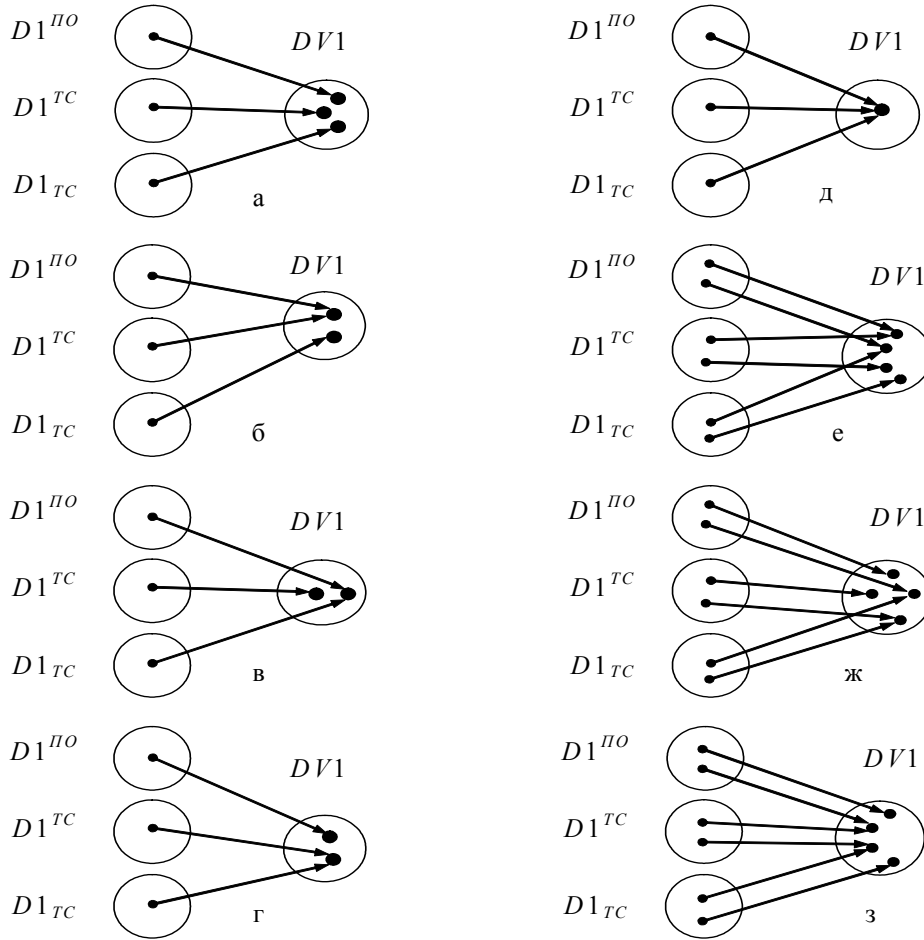 D1^ПО
DV1
D1^ТС
D1_ТС
а
D1^ПО
DV1
D1^ТС
D1_ТС
б
D1^ПО
DV1
D1^ТС
D1_ТС
в
D1^ПО
DV1
D1^ТС
D1_ТС
г
D1^ПО
DV1
D1^ТС
D1_ТС
д
D1^ПО
DV1
D1^ТС
D1_ТС
е
D1^ПО
DV1
D1^ТС
D1_ТС
ж
D1^ПО
DV1
D1^ТС
D1_ТС
з